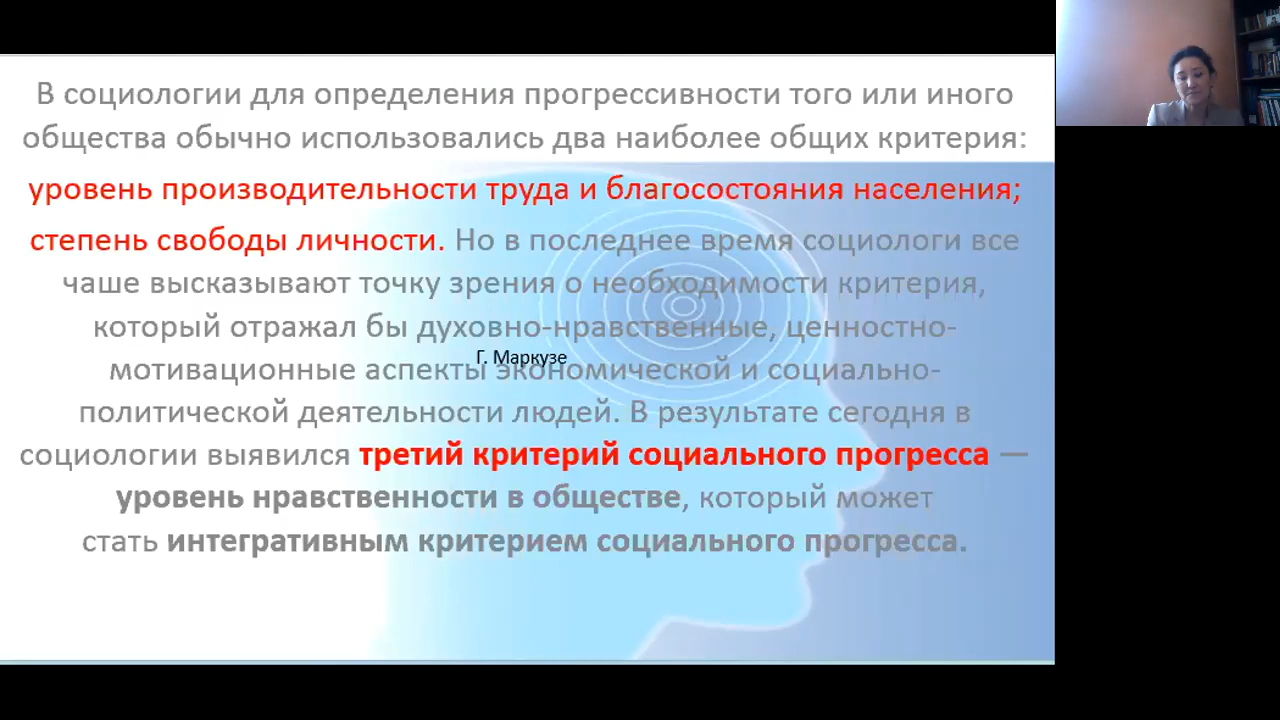 В социологии для определения прогрессивности того или иного
общества обычно использовались два наиболее общих критерия:
уровень производительности труда и благосостояния населения;
степень свободы личности. Но в последнее время социологи все
чаше высказывают точку зрения о необходимости критерия,
который отражал бы духовно-нравственные, ценностно-
Г. Маркузе
мотивационные аспекты экономической и социально-
политической деятельности людей. В результате сегодня в
социологии выявился третий критерий социального прогресса —
уровень нравственности в обществе, который может
стать интегративным критерием социального прогресса.